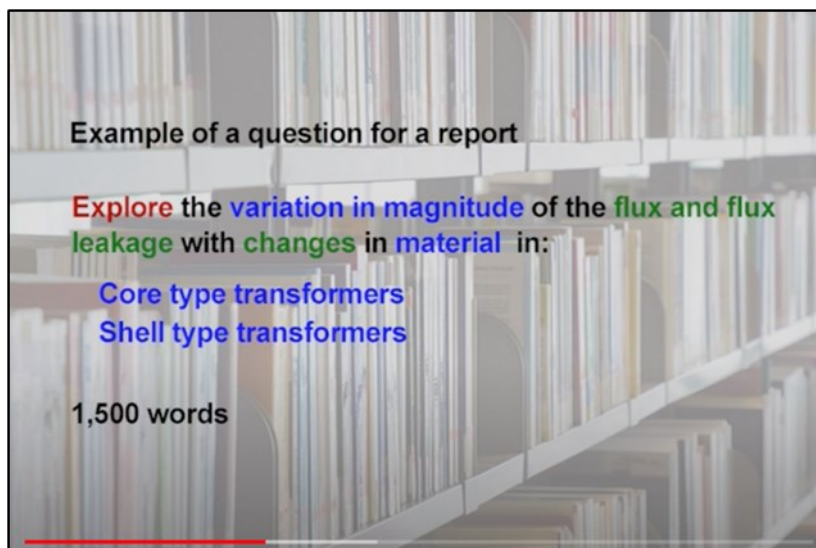 Example of a question for a report
Explore the variation in magnitude of the flux and flux
leakage with changes in material in:
Core type transformers
Shell type transformers
1,500 words